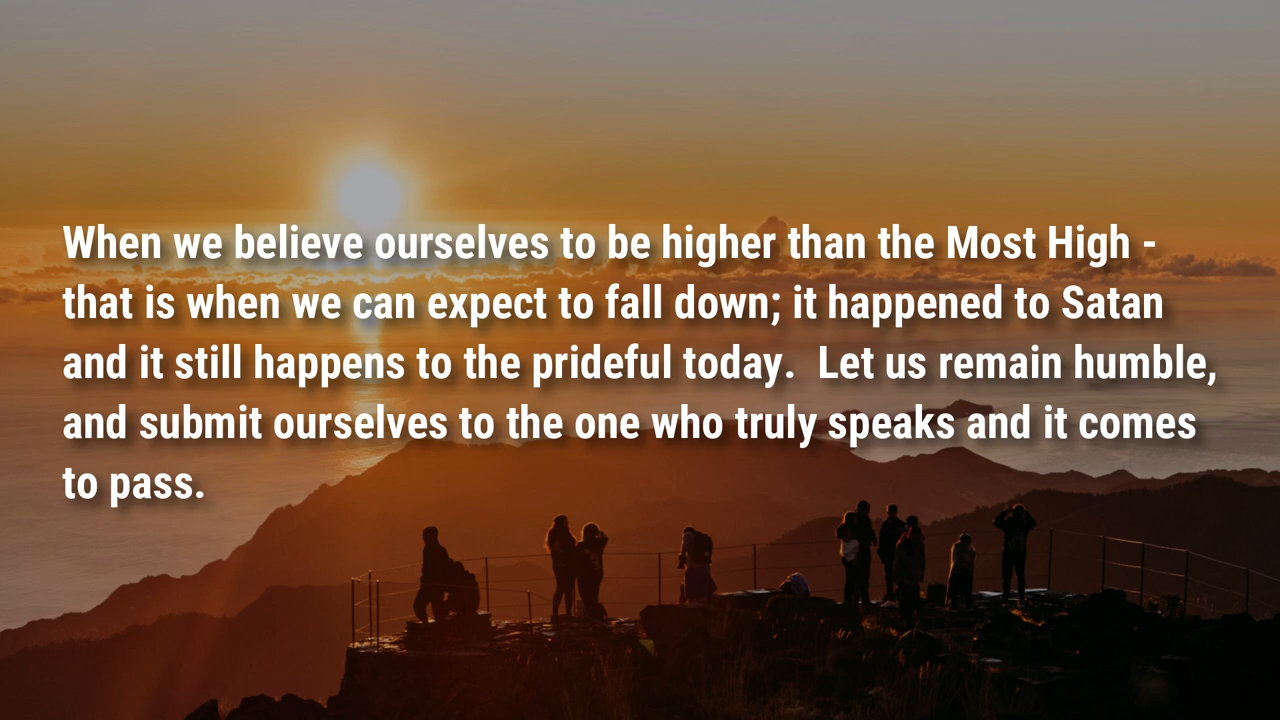 When we believe ourselves to be higher than the Most High -
that is when we can expect to fall down; it happened to Satan
and it still happens to the prideful today.  Let us remain humble,
and submit ourselves to the one who truly speaks and it comes
to pass.